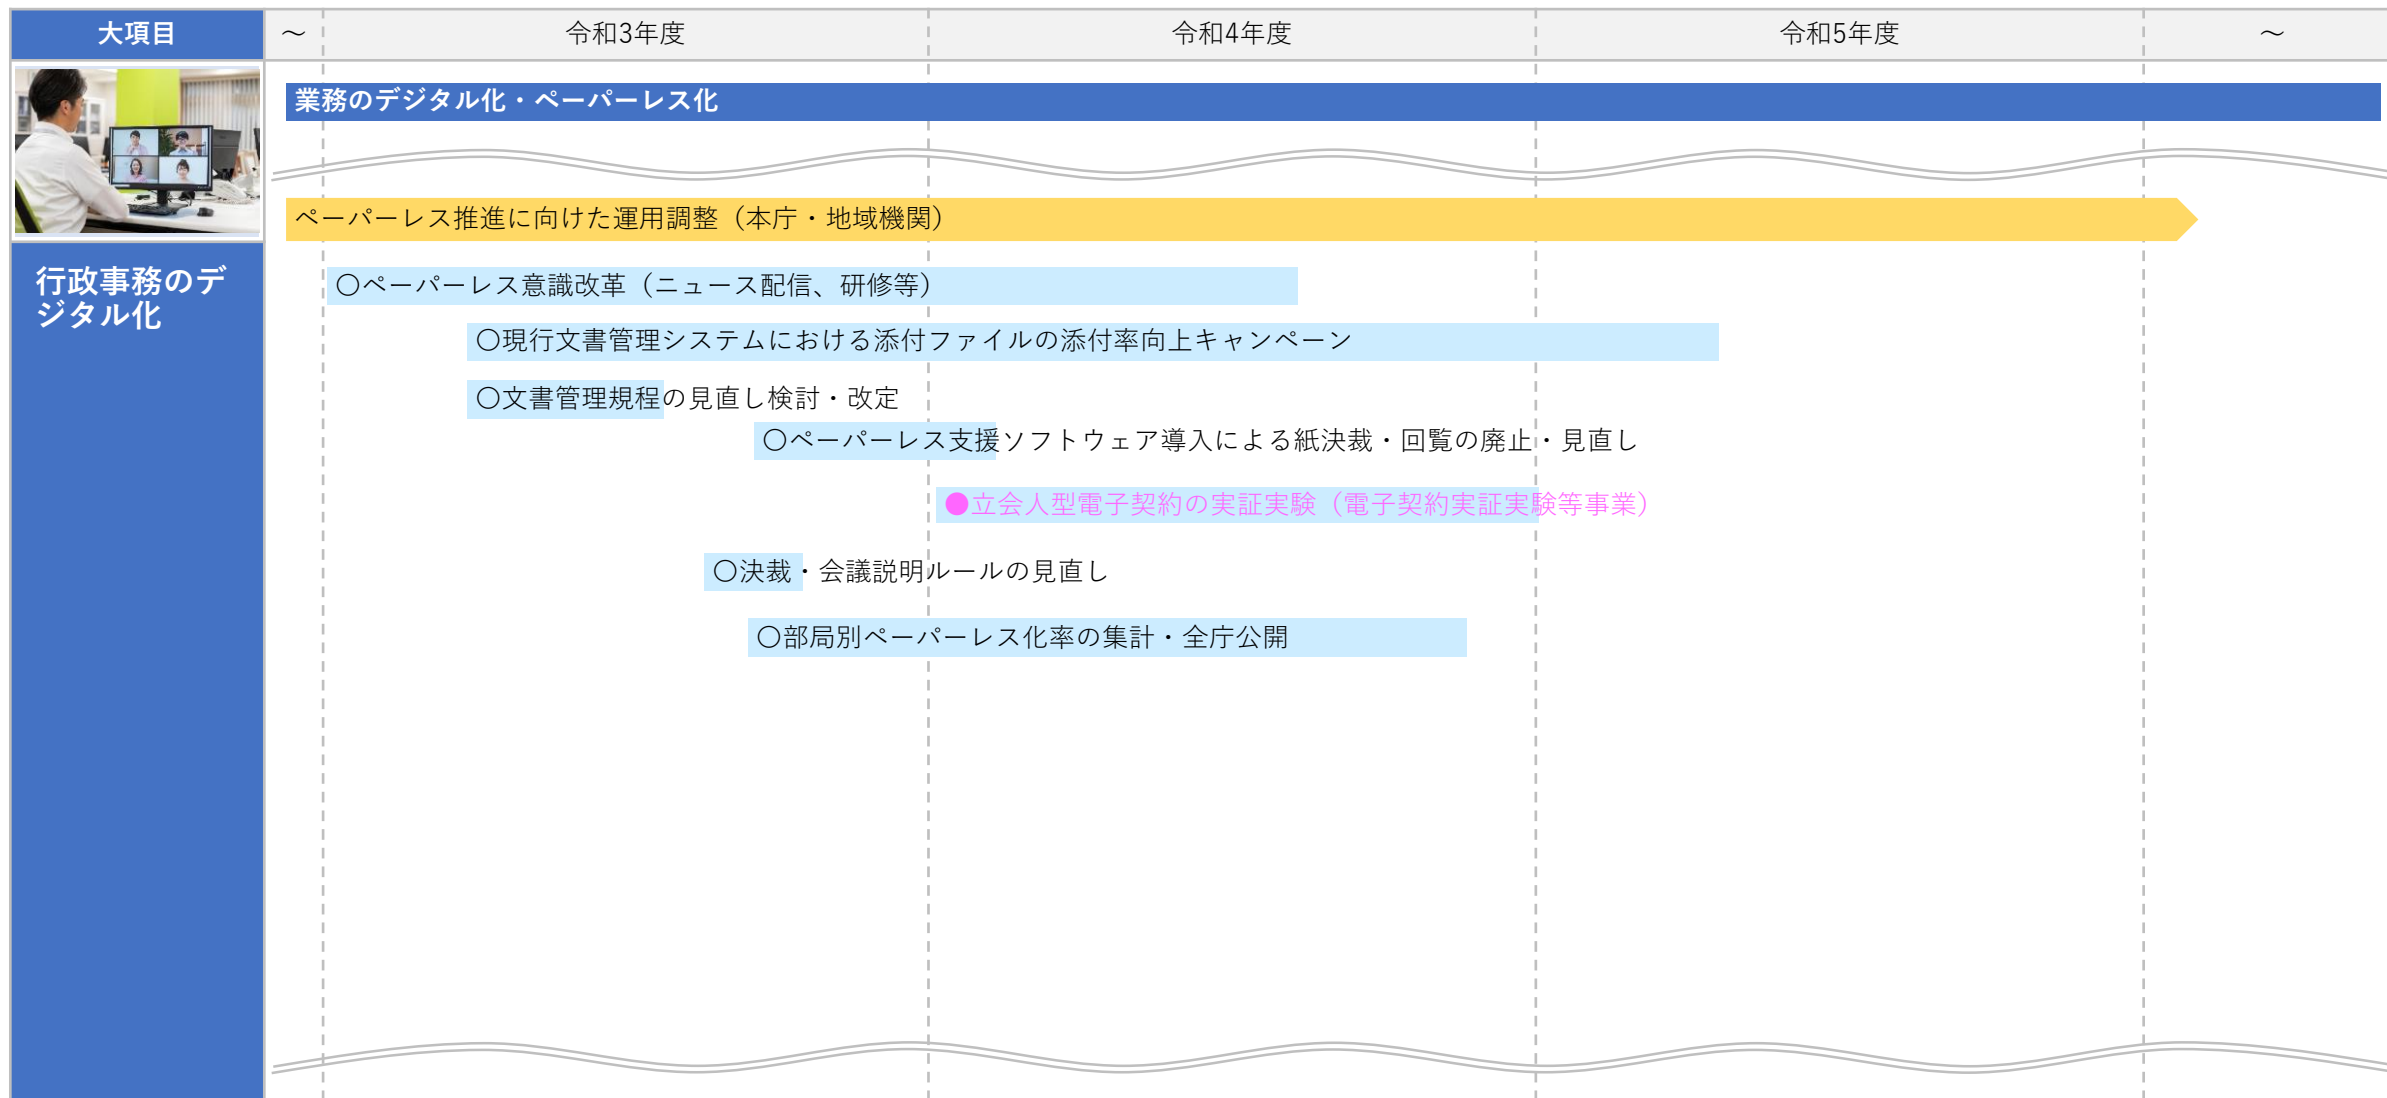 大項目
～
令和3年度
令和4年度
令和5年度
～
業務のデジタル化・ペーパーレス化
ペーパーレス推進に向けた運用調整（本庁・地域機関）
行政事務のデ
ジタル化
〇ペーパーレス意識改革（ニュース配信、研修等）
〇現行文書管理システムにおける添付ファイルの添付率向上キャンペーン
〇文書管理規程の見直し検討・改定
〇ペーパーレス支援ソフトウェア導入による紙決裁・回覧の廃止・見直し
●立会人型電子契約の実証実験（電子契約実証実験等事業）
〇決裁・会議説明ルールの見直し
〇部局別ペーパーレス化率の集計・全庁公開